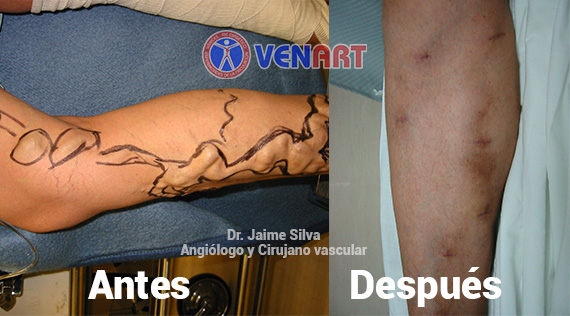 VENART
Dr. Jaime Silva
Angiólogo y Cirujano vascular
Antes
Después